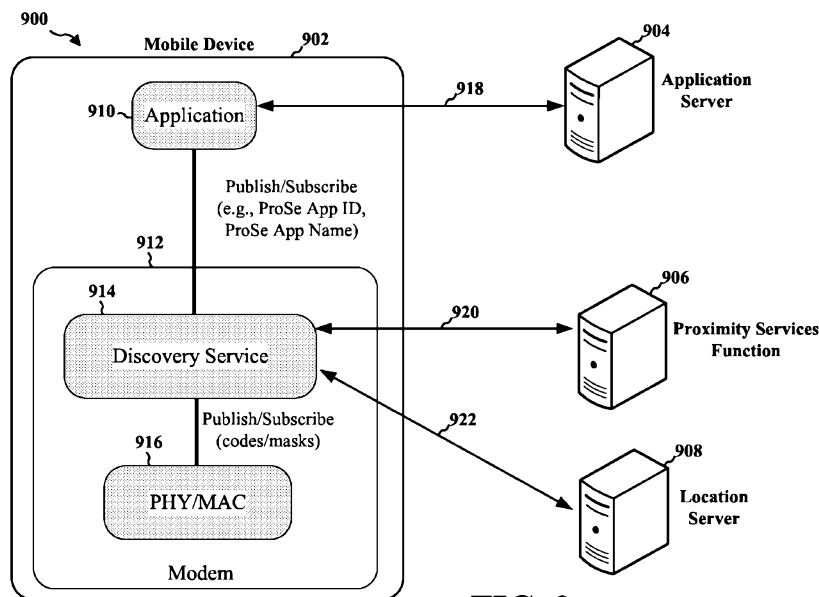 900
Mobile Device
902
904
Application
Server
910
Application
918
Publish/Subscribe
(e.g., ProSe App ID,
ProSe App Name)
912
914
906
920
Discovery Service
Proximity Services
Function
Publish/Subscribe
(codes/masks)
922
916
908
PHY/MAC
Location
Server
Modem